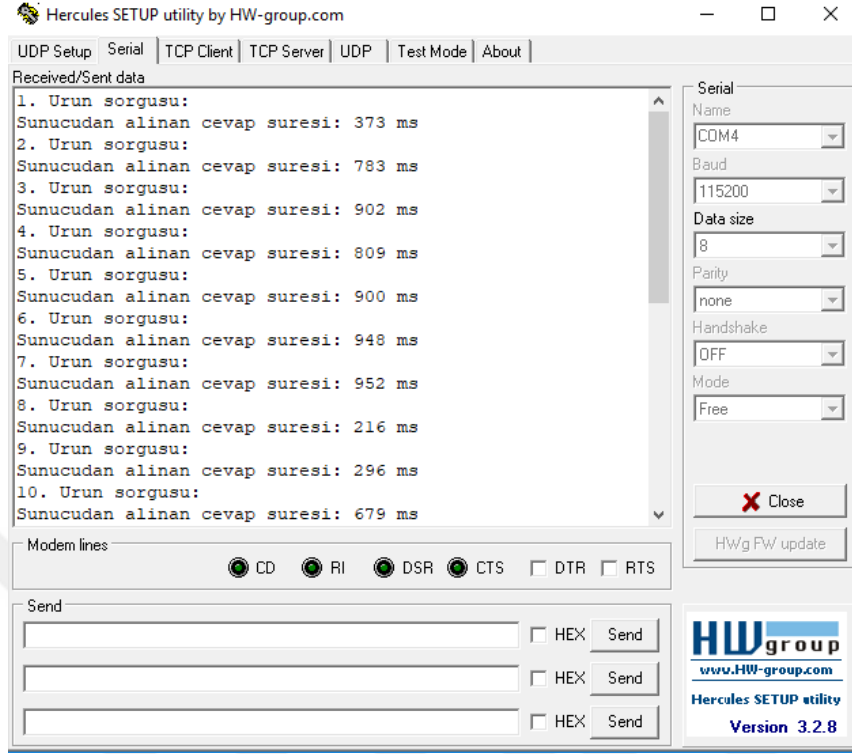 Hercules SETUP utility by HW-group.com
UDP Setup Serial TCP Client TCP Server UDP Test Mode About
Received/Sent data
1. Urun sorgusu:
Sunucudan alinan cevap suresi: 373 ms
2. Urun sorgusu:
Sunucudan alinan cevap suresi: 783 ms
3. Urun sorgusu:
Sunucudan alinan cevap suresi: 902 ms
4. Urun sorgusu:
Sunucudan alinan cevap suresi: 809 ms
5. Urun sorgusu:
Sunucudan alinan cevap suresi: 900 ms
6. Urun sorgusu:
Sunucudan alinan cevap suresi: 948 ms
7. Urun sorgusu:
Sunucudan alinan cevap suresi: 952 ms
8. Urun sorgusu:
Sunucudan alinan cevap suresi: 216 ms
9. Urun sorgusu:
Sunucudan alinan cevap suresi: 296 ms
10. Urun sorgusu:
Sunucudan alinan cevap suresi: 679 ms
Serial
Name
COM4
Baud
115200
Data size
8
Parity
none
Handshake
OFF
Mode
Free
Close
HWg FW update
Modem lines
CD RI DSR CTS DTR RTS
Send
HEX Send
HEX Send
HEX Send
HW group
www.HW-group.com
Hercules SETUP utility
Version 3.2.8